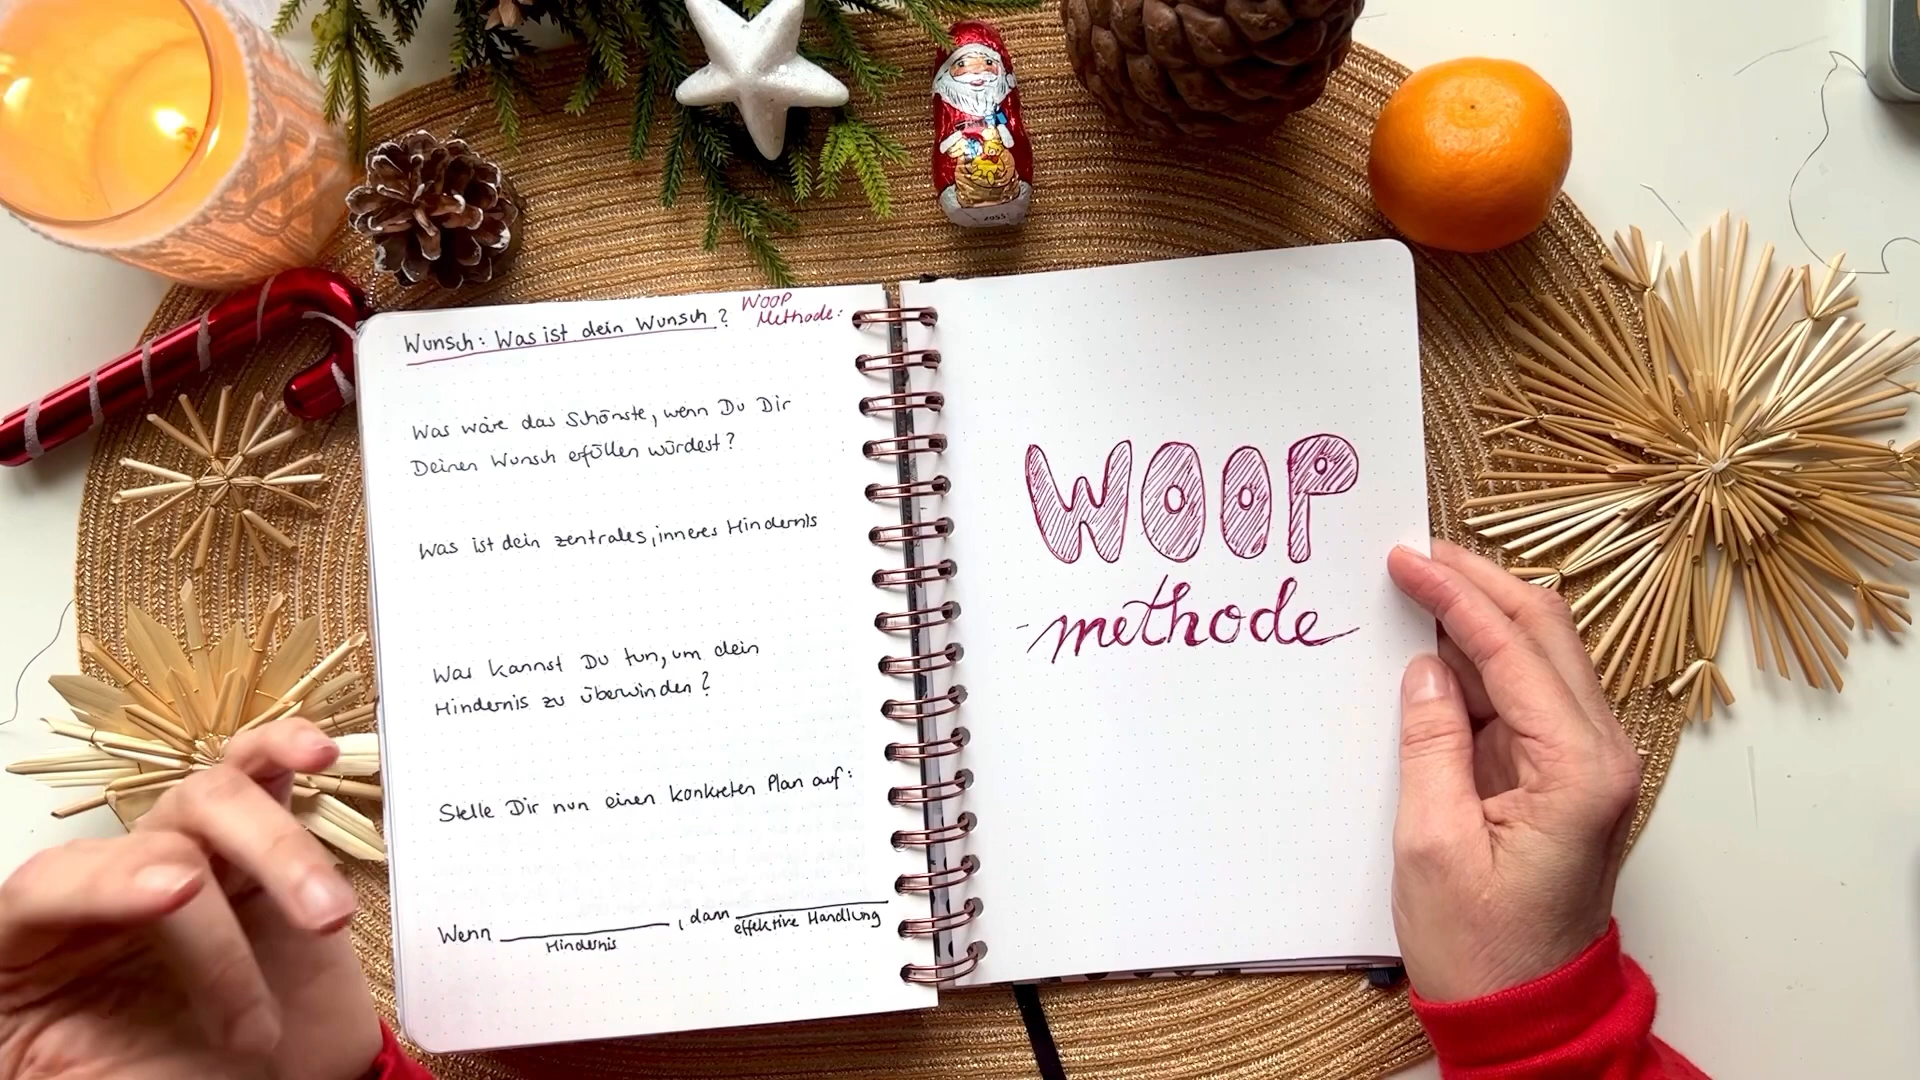 WOOP
Methode:
Wunsch: Was ist dein Wunsch?
Was wäre das Schönste, wenn Du Dir
Deinen Wunsch erfüllen würdest?
Was ist dein zentrales, inneres Hindernis
Was kannst Du tun, um dein
Hindernis zu überwinden?
Stelle Dir nun einen konkreten Plan auf:
Wenn ____________, dann ____________
Hindernis
effektive Handlung
WOOP
methode